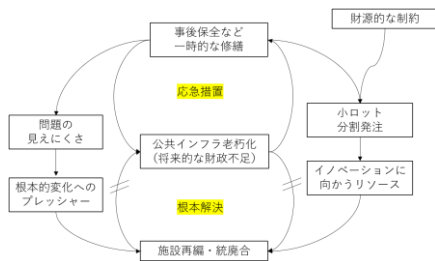 財源的な制約
事後保全など
一時的な修繕
応急措置
小ロット
分割発注
問題の
見えにくさ
公共インフラ老朽化
（将来的な財政不足）
イノベーションに
向かうリソース
根本的変化への
プレッシャー
根本解決
施設再編・統廃合